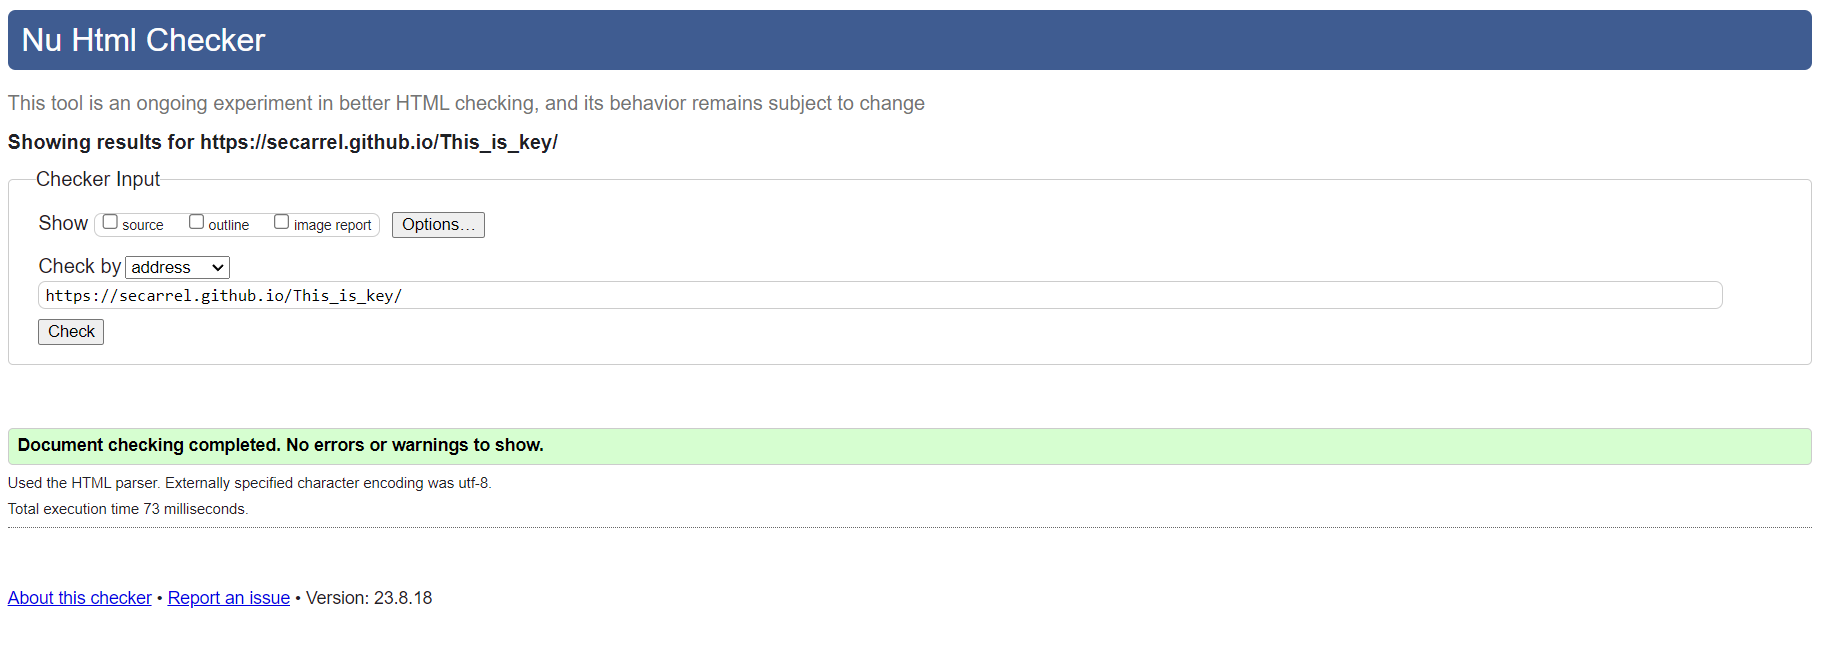 Nu Html Checker
This tool is an ongoing experiment in better HTML checking, and its behavior remains subject to change
Showing results for https://secarrel.github.io/This_is_key/
Checker Input
Show source outline image report Options...
Check by address
https://secarrel.github.io/This_is_key/
Check
Document checking completed. No errors or warnings to show.
Used the HTML parser. Externally specified character encoding was utf-8.
Total execution time 73 milliseconds.
About this checker • Report an issue • Version: 23.8.18